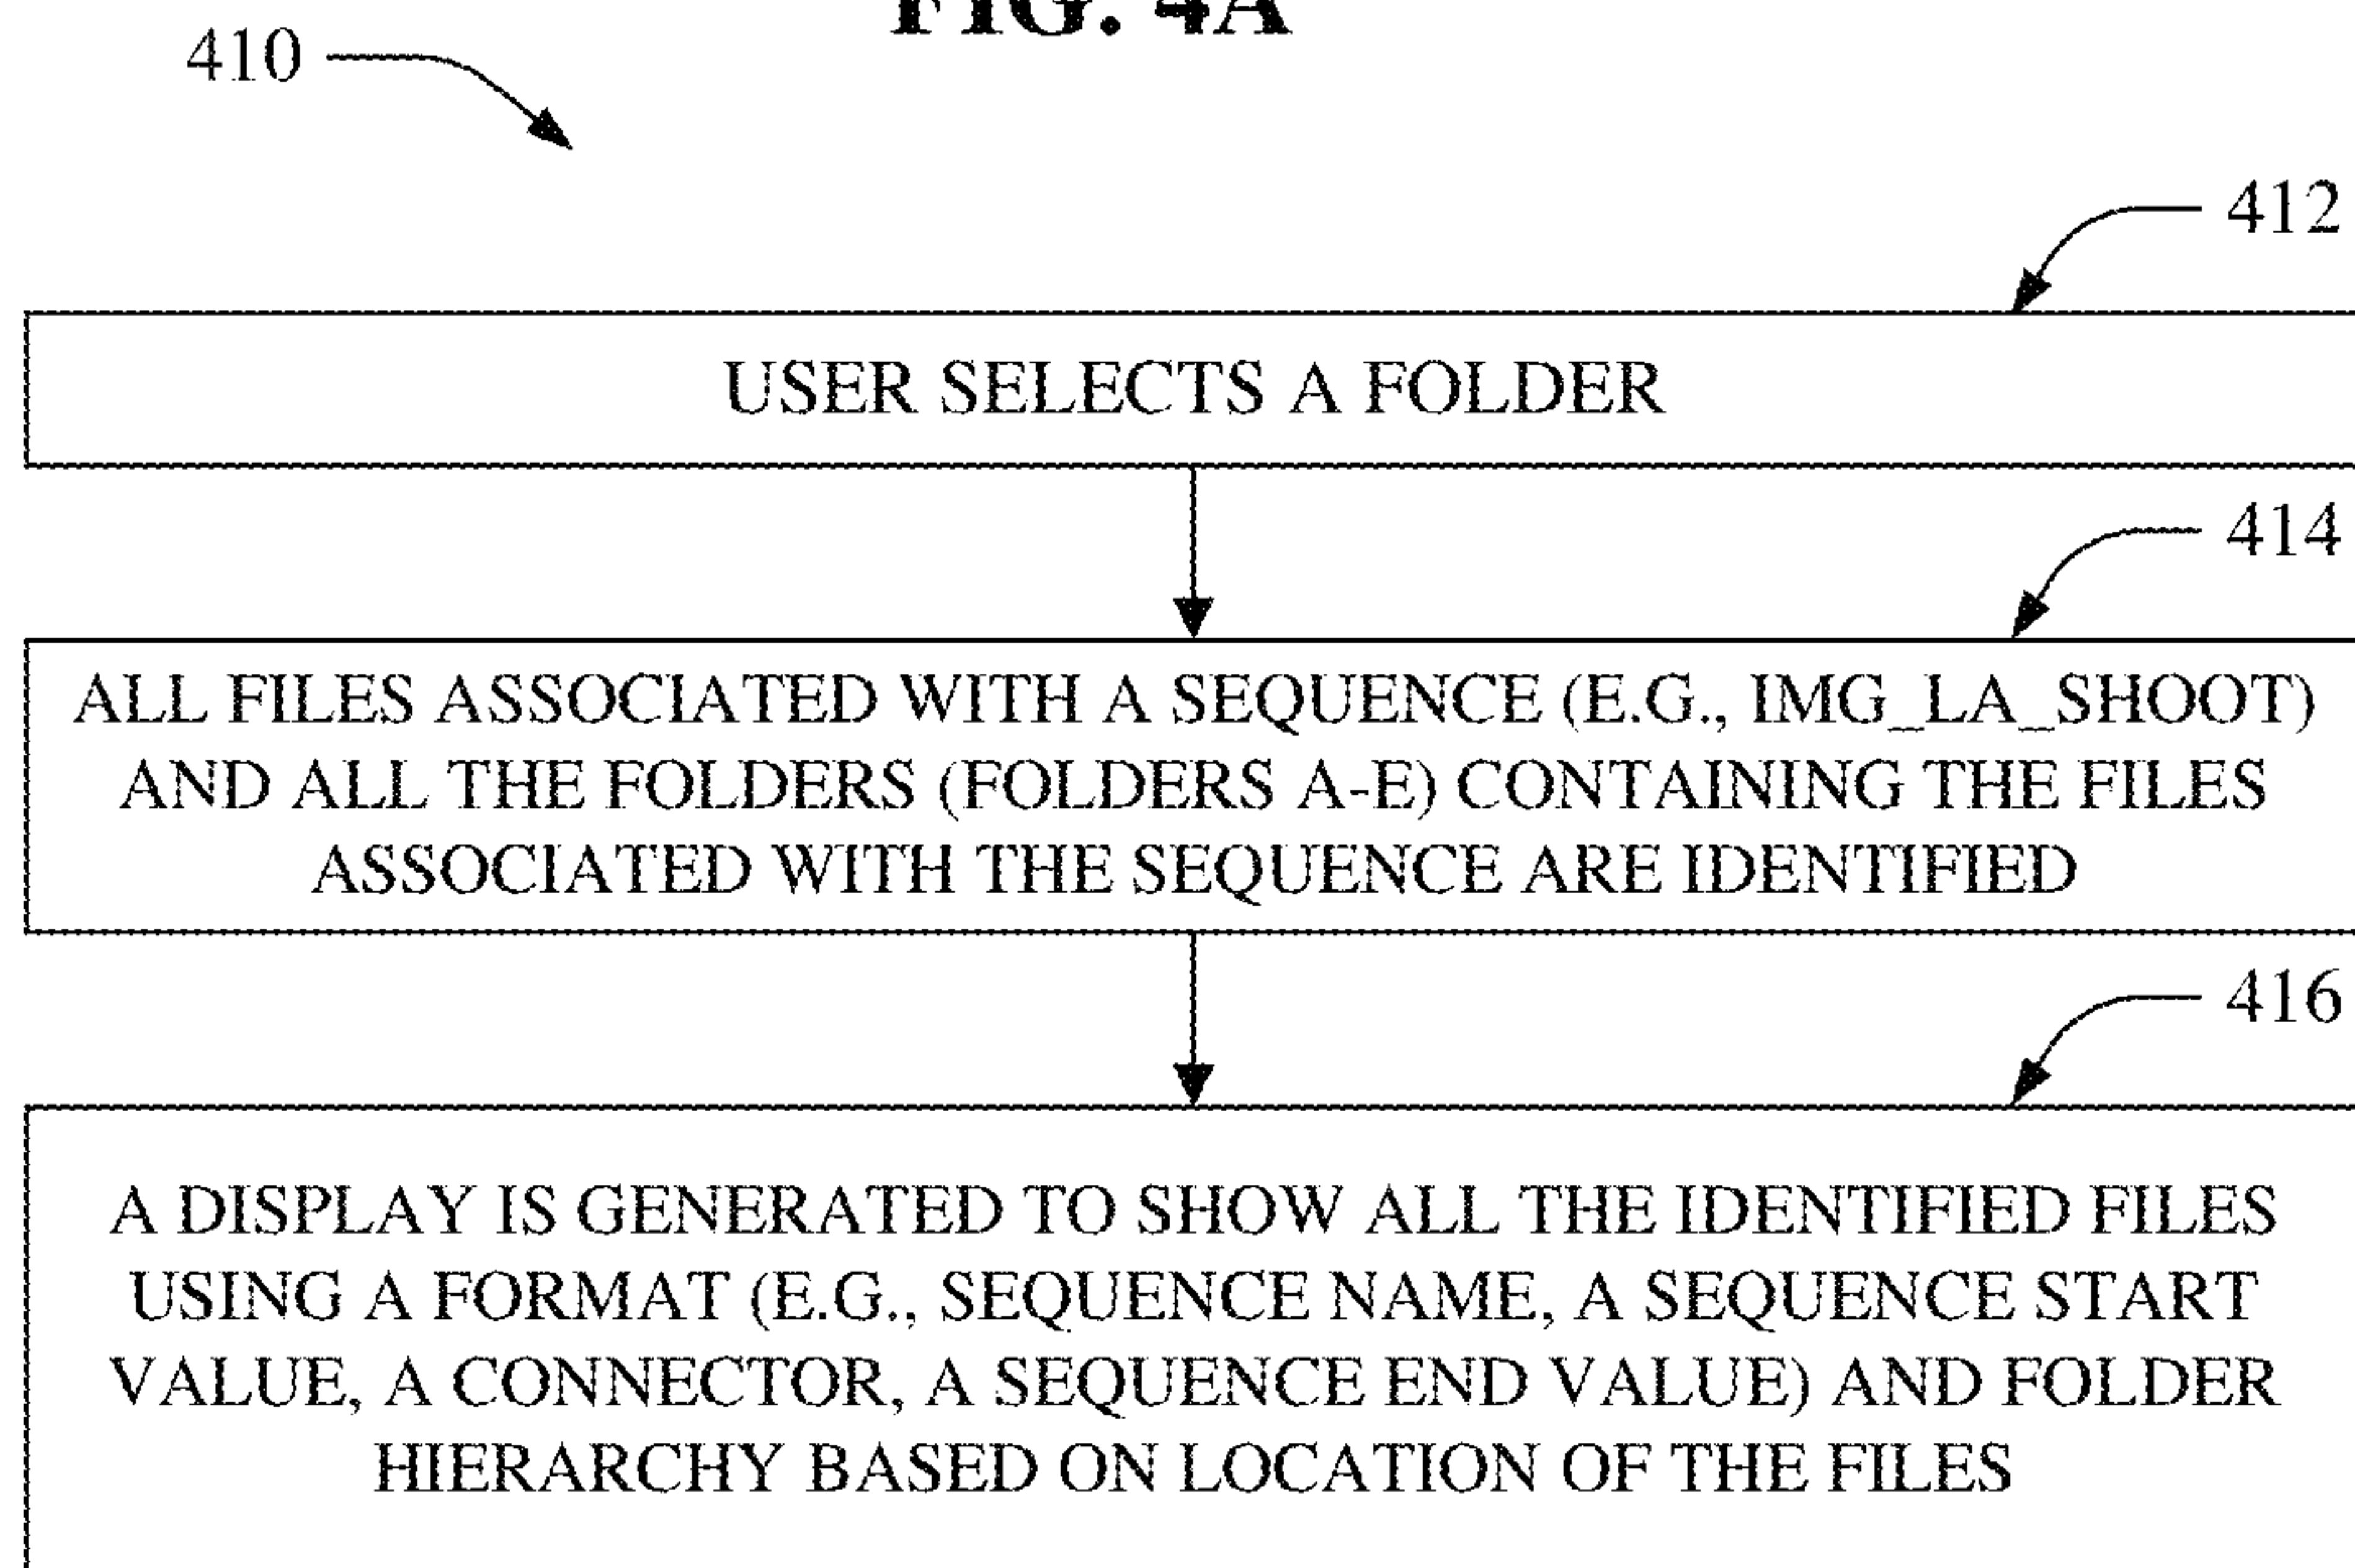 FIG. 4A
410
412
USER SELECTS A FOLDER
414
ALL FILES ASSOCIATED WITH A SEQUENCE (E.G., IMG_LA_SHOOT)
AND ALL THE FOLDERS (FOLDERS A-E) CONTAINING THE FILES
ASSOCIATED WITH THE SEQUENCE ARE IDENTIFIED
416
A DISPLAY IS GENERATED TO SHOW ALL THE IDENTIFIED FILES
USING A FORMAT (E.G., SEQUENCE NAME, A SEQUENCE START
VALUE, A CONNECTOR, A SEQUENCE END VALUE) AND FOLDER
HIERARCHY BASED ON LOCATION OF THE FILES